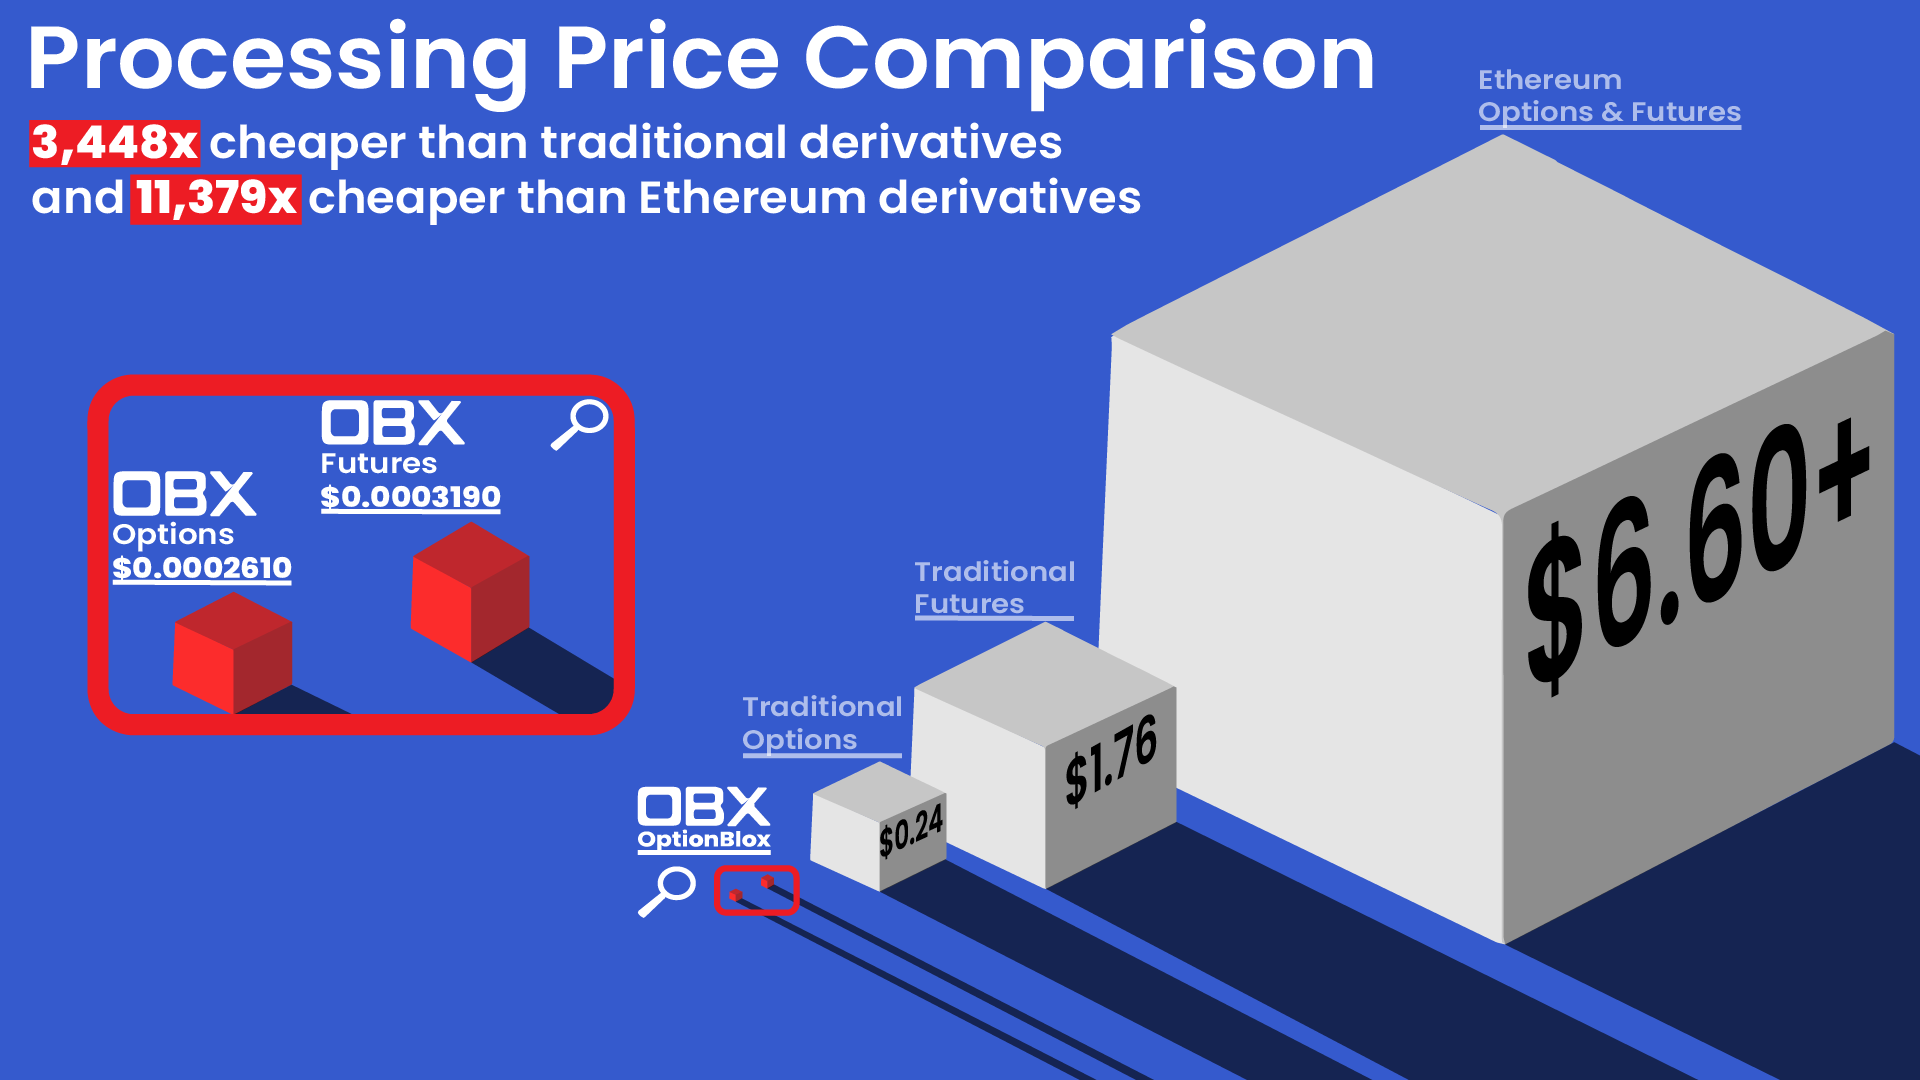 Processing Price Comparison
3,448x cheaper than traditional derivatives
and 11,379x cheaper than Ethereum derivatives
Ethereum
Options & Futures
$6.60+
OBX
Futures
$0.0003190
OBX
Options
$0.0002610
Traditional
Futures
$1.76
Traditional
Options
$0.24
OBX
OptionBlox